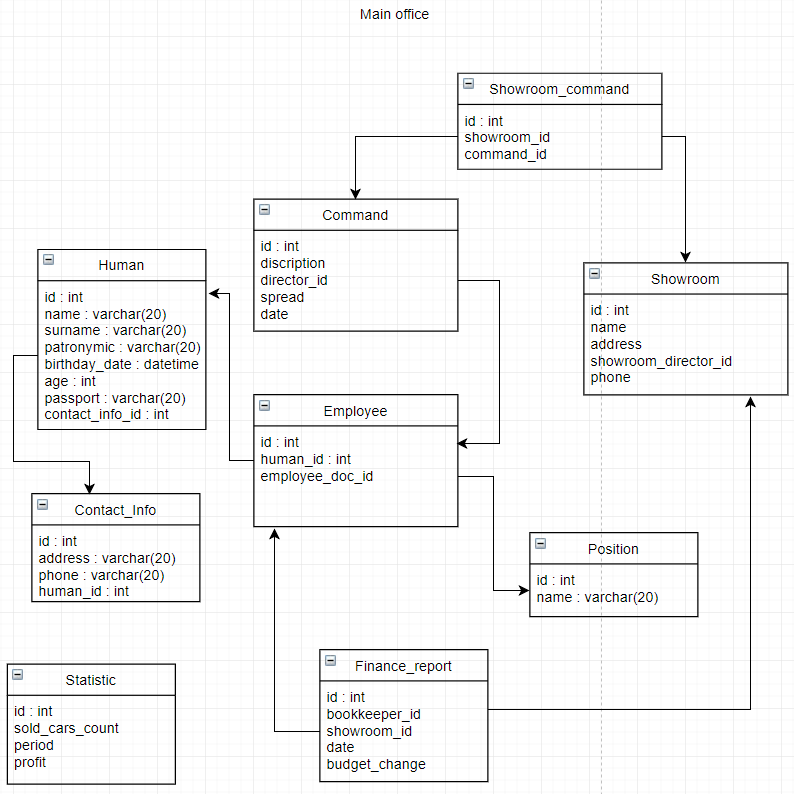 Main office
Showroom_command
id : int
showroom_id
command_id
Command
id : int
discription
director_id
spread
date
Human
id : int
name : varchar(20)
surname : varchar(20)
patronymic : varchar(20)
birthday_date : datetime
age : int
passport : varchar(20)
contact_info_id : int
Showroom
id : int
name
address
showroom_director_id
phone
Employee
id : int
human_id : int
employee_doc_id
Contact_Info
id : int
address : varchar(20)
phone : varchar(20)
human_id : int
Position
id : int
name : varchar(20)
Statistic
id : int
sold_cars_count
period
profit
Finance_report
id : int
bookkeeper_id
showroom_id
date
budget_change